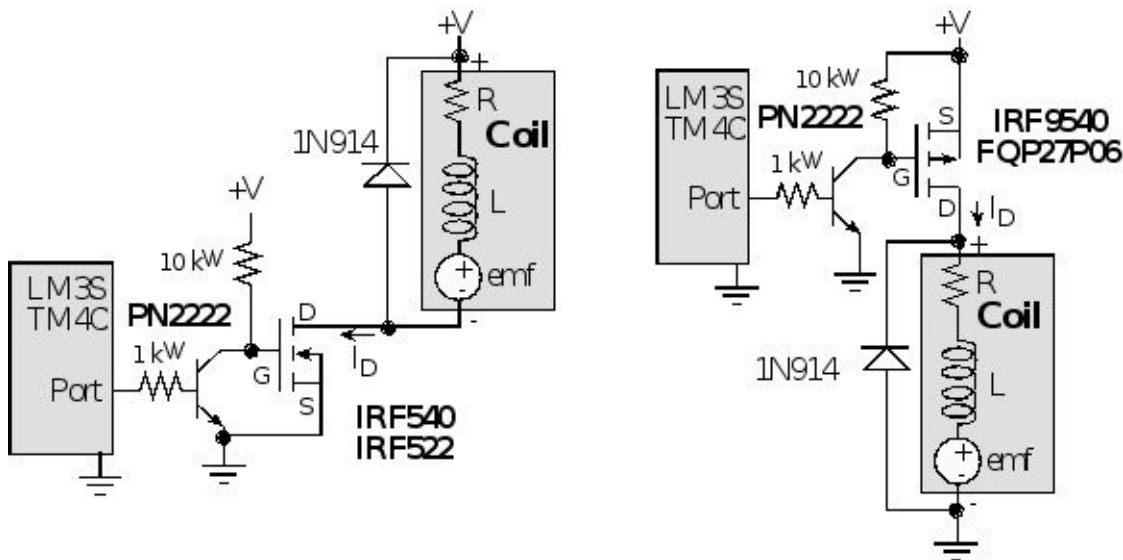 +V
+
R
Coil
1N914
L
+V
+
emf
10 kW
-
LM3S
TM4C
PN2222
D
1 kW
I D
Port
G
S
IRF540
IRF522
+V
10 kW
LM3S
TM4C
PN2222
S
IRF9540
FQP27P06
1 kW
G
Port
D
I D
+
R
Coil
1N914
L
+
-
emf
-